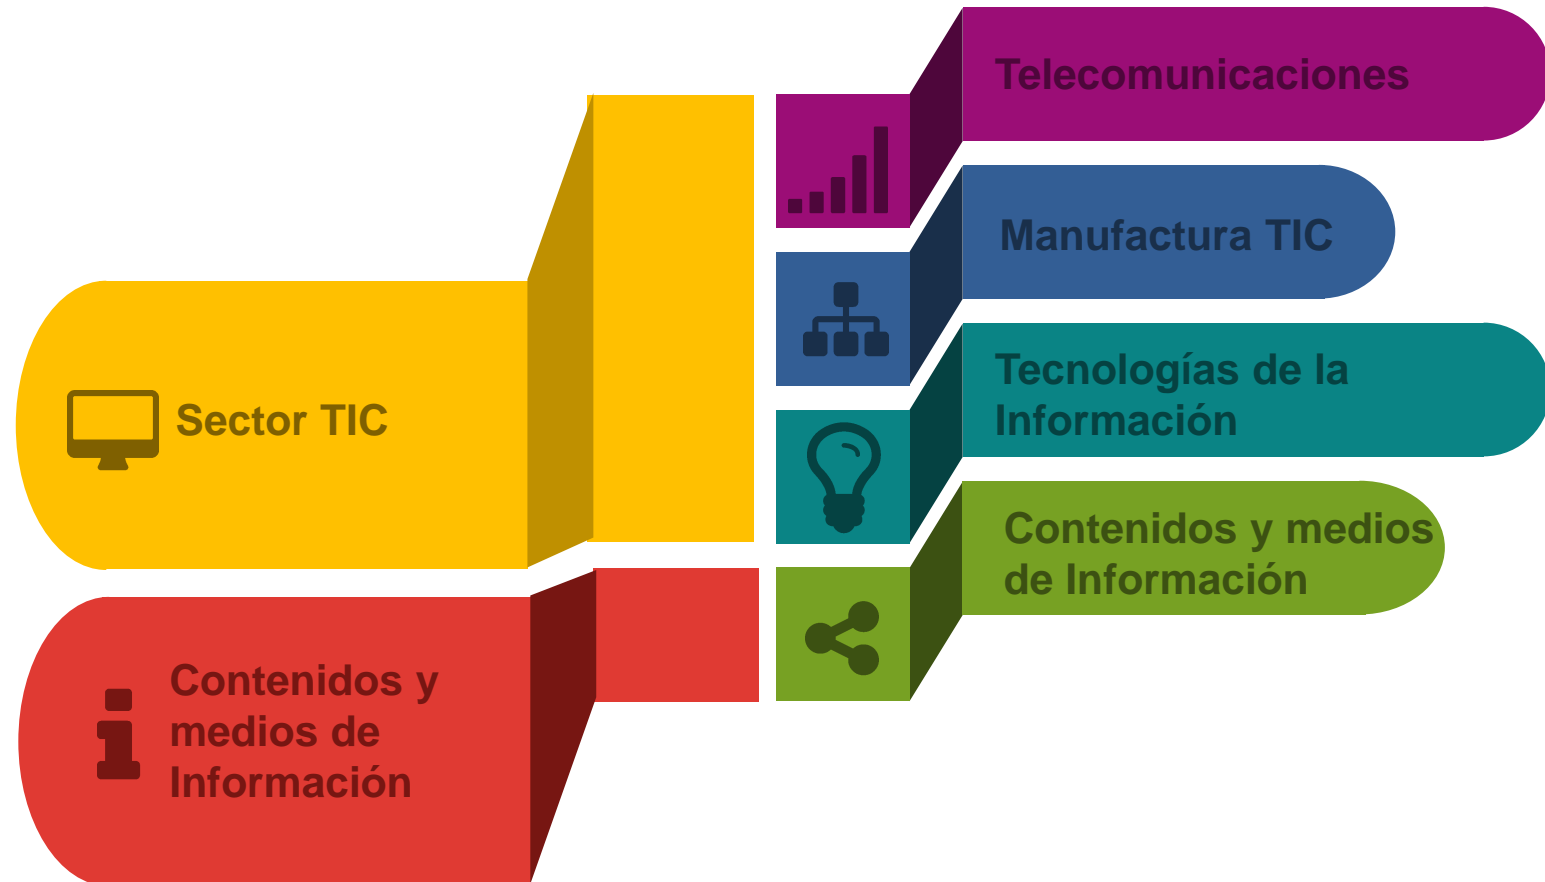 Sector TIC
Contenidos y
medios de
Información
Telecomunicaciones
Manufactura TIC
Tecnologías de la
Información
Contenidos y medios
de Información